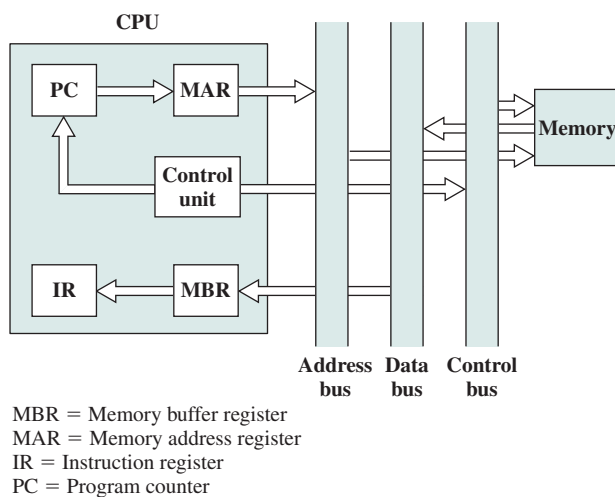 CPU
PC
MAR
Memory
Control
unit
IR
MBR
Address
bus
Data
bus
Control
bus
MBR = Memory buffer register
MAR = Memory address register
IR = Instruction register
PC = Program counter